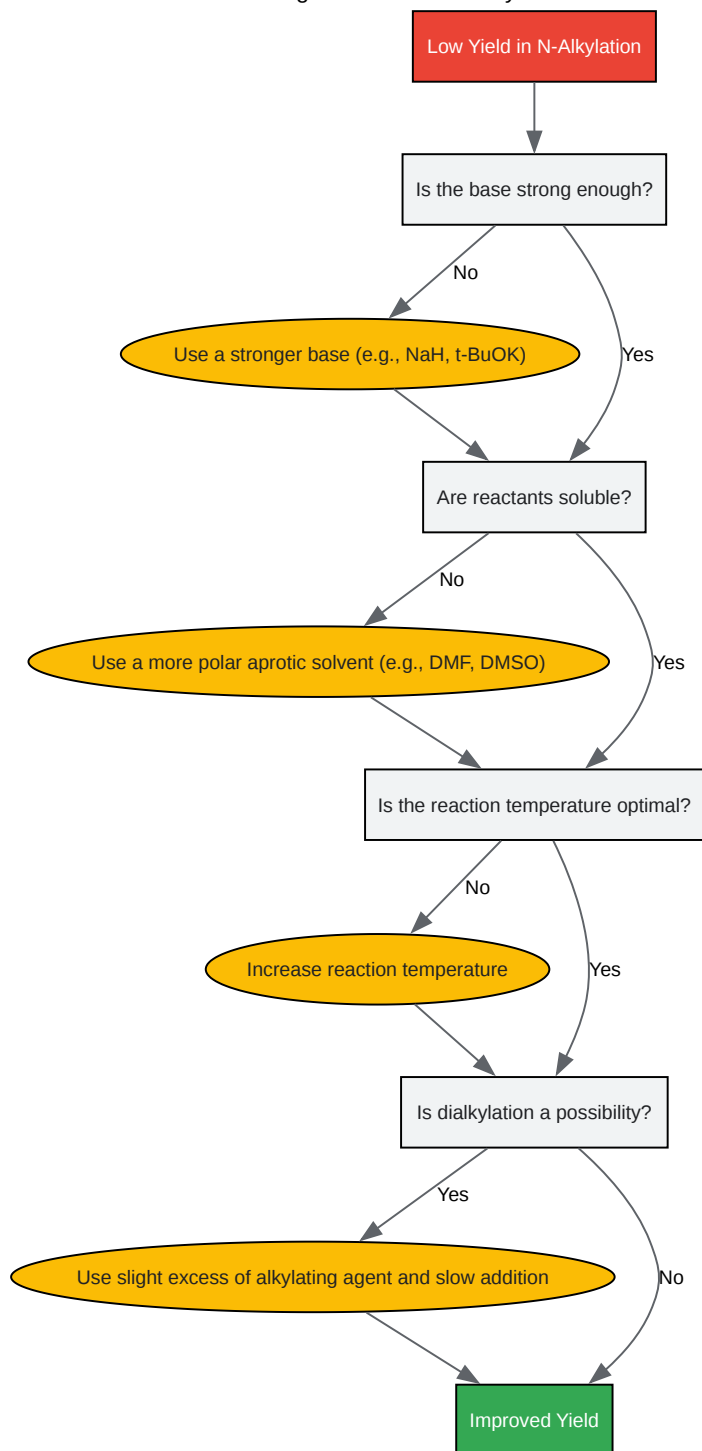 Low Yield in N-Alkylation
Is the base strong enough?
No
Use a stronger base (e.g., NaH, t-BuOK)
Yes
Are reactants soluble?
No
Use a more polar aprotic solvent (e.g., DMF, DMSO)
Yes
Is the reaction temperature optimal?
No
Increase reaction temperature
Yes
Is dialkylation a possibility?
Yes
Use slight excess of alkylating agent and slow addition
No
Improved Yield